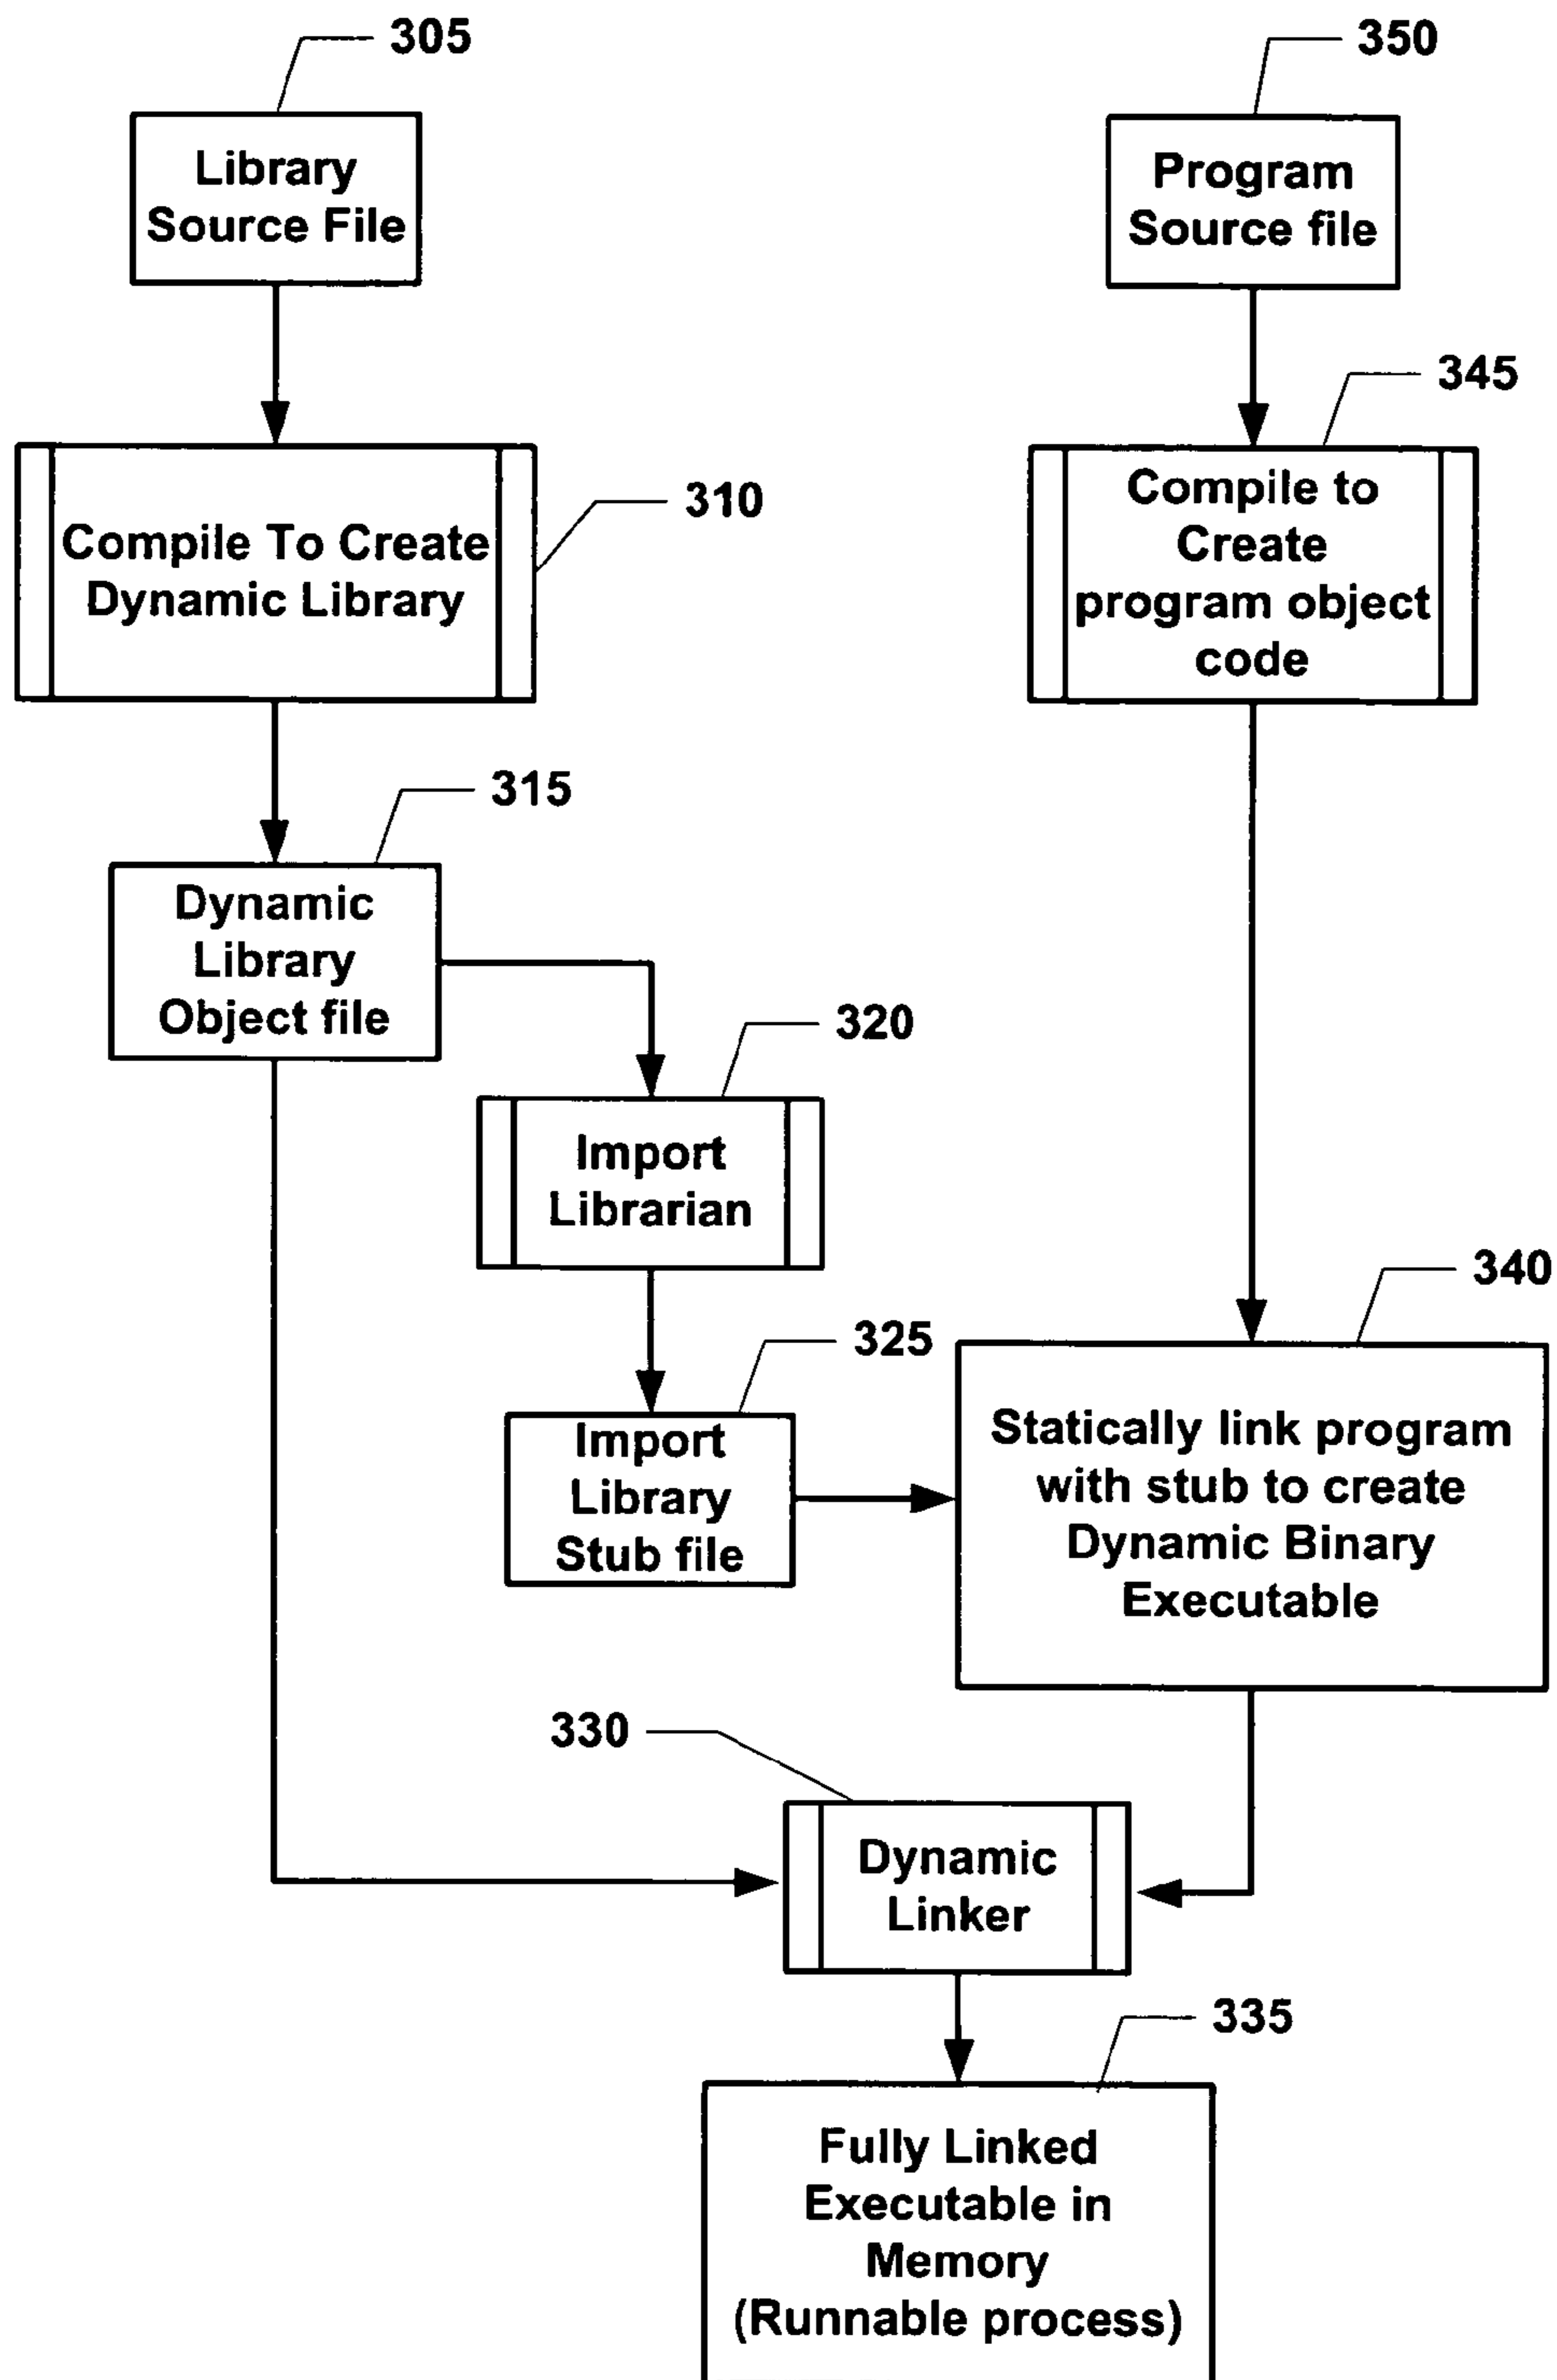 305
350
Library
Source File
Program
Source file
345
Compile To Create
Dynamic Library
310
Compile to
Create
program object
code
315
Dynamic
Library
Object file
320
Import
Librarian
340
325
Import
Library
Stub file
Statically link program
with stub to create
Dynamic Binary
Executable
330
Dynamic
Linker
335
Fully Linked
Executable in
Memory
(Runnable process)